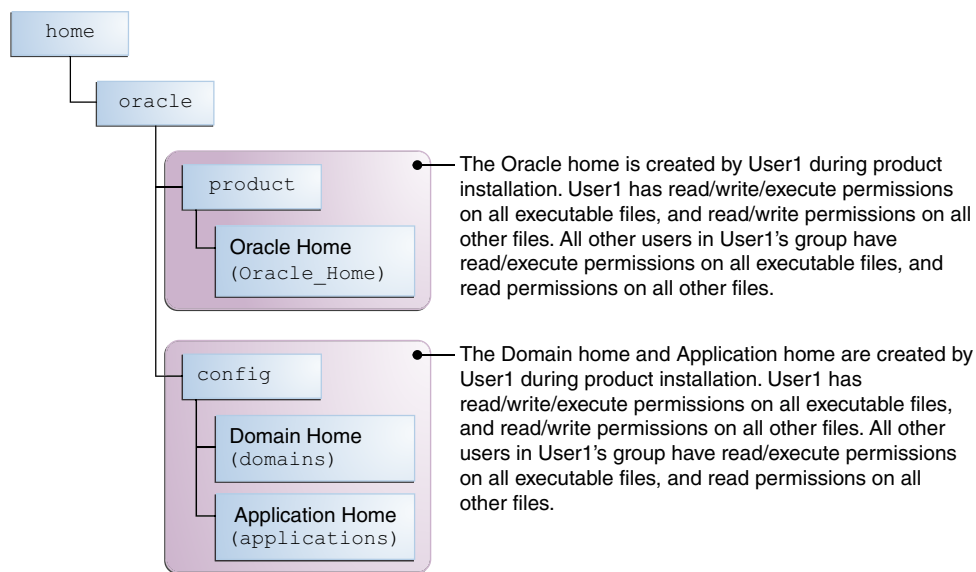 home
oracle
product
Oracle Home
(Oracle_Home)
The Oracle home is created by User1 during product
installation. User1 has read/write/execute permissions
on all executable files, and read/write permissions on all
other files. All other users in User1's group have
read/execute permissions on all executable files, and
read permissions on all other files.
config
Domain Home
(domains)
Application Home
(applications)
The Domain home and Application home are created by
User1 during product installation. User1 has
read/write/execute permissions on all executable files,
and read/write permissions on all other files. All other
users in User1's group have read/execute permissions
on all executable files, and read permissions on all
other files.